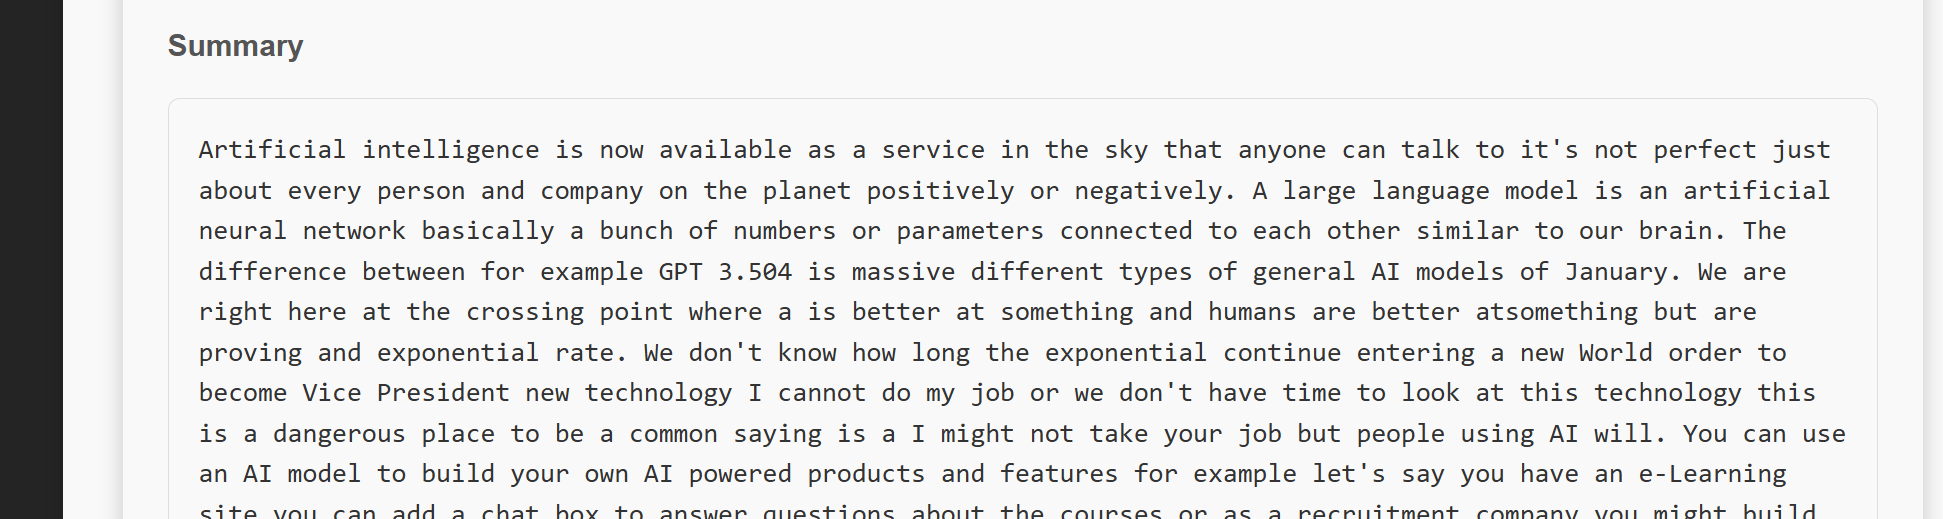 Summary
Artificial intelligence is now available as a service in the sky that anyone can talk to it's not perfect just
about every person and company on the planet positively or negatively. A large language model is an artificial
neural network basically a bunch of numbers or parameters connected to each other similar to our brain. The
difference between for example GPT 3.504 is massive different types of general AI models of January. We are
right here at the crossing point where a is better at something and humans are better atsomething but are
proving and exponential rate. We don't know how long the exponential continue entering a new World order to
become Vice President new technology I cannot do my job or we don't have time to look at this technology this
is a dangerous place to be a common saying is a I might not take your job but people using AI will. You can use
an AI model to build your own AI powered products and features for example let's say you have an e-Learning
site you can add a chat box to answer questions about the courses or as a recruitment company you might build